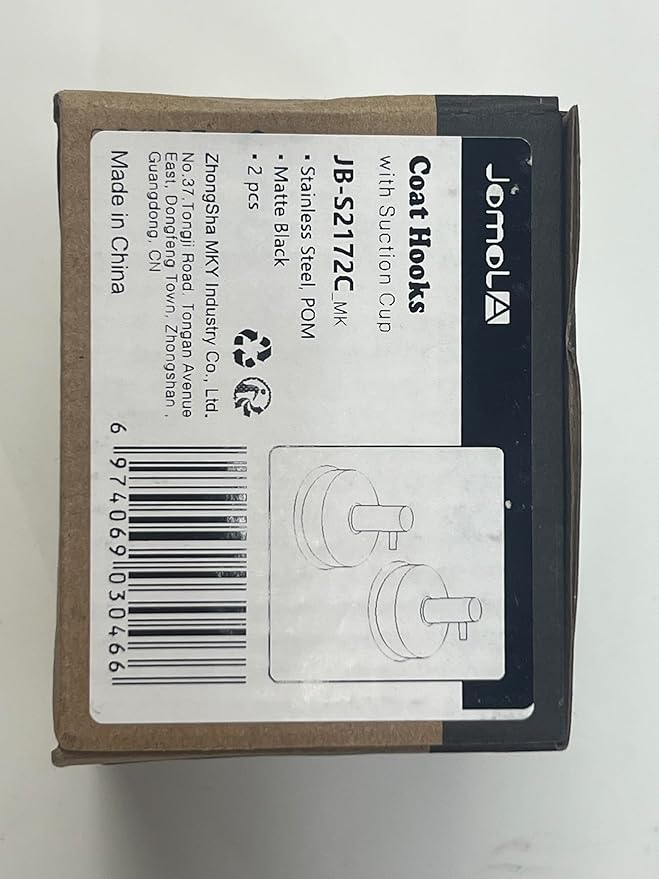 JomoLA
Coat Hooks
with Suction Cup
JB-S2172C_MK
• Stainless Steel, POM
• Matte Black
• 2 pcs
ZhongSha MKY Industry Co., Ltd.
No.37, Tongji Road, Tongan Avenue
East, Dongfeng Town, Zhongshan ,
Guangdong, CN
Made in China
6 974069 030466